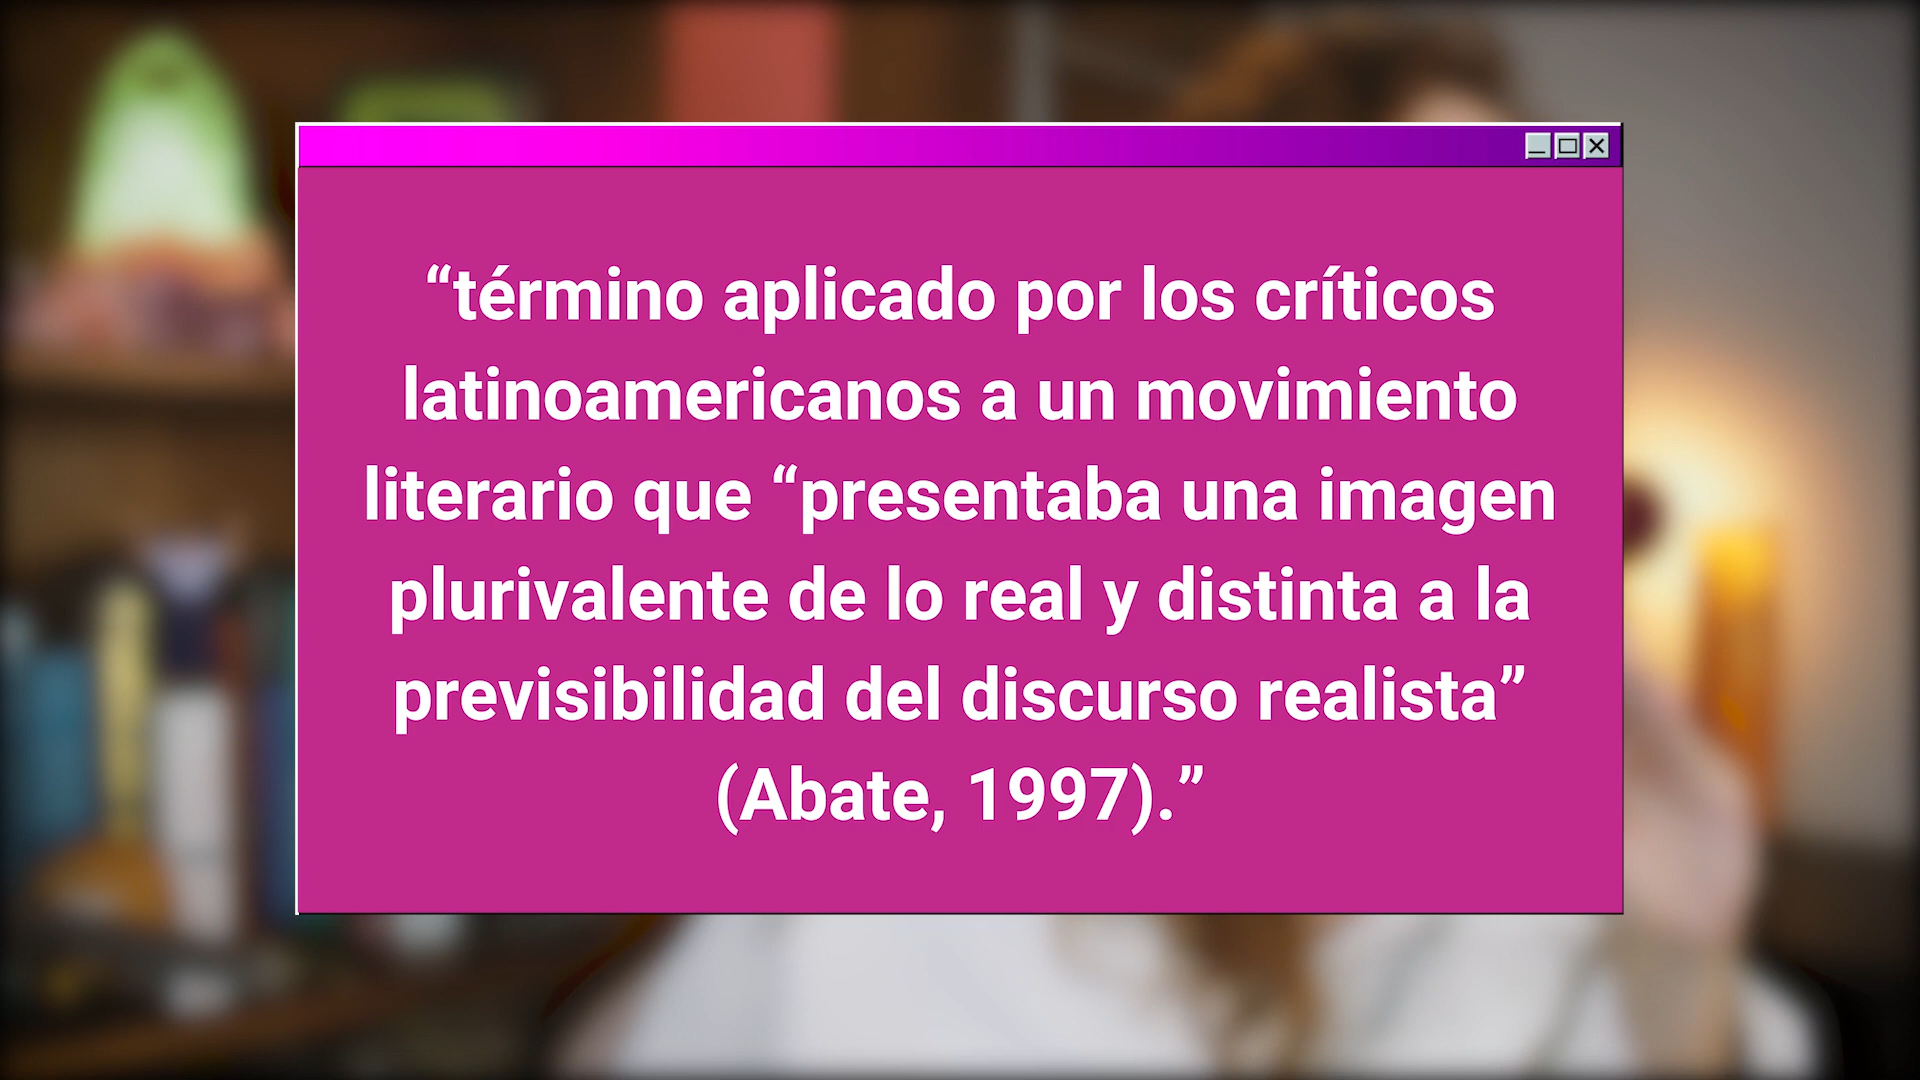 “término aplicado por los críticos
latinoamericanos a un movimiento
literario que “presentaba una imagen
plurivalente de lo real y distinta a la
previsibilidad del discurso realista”
(Abate, 1997).”